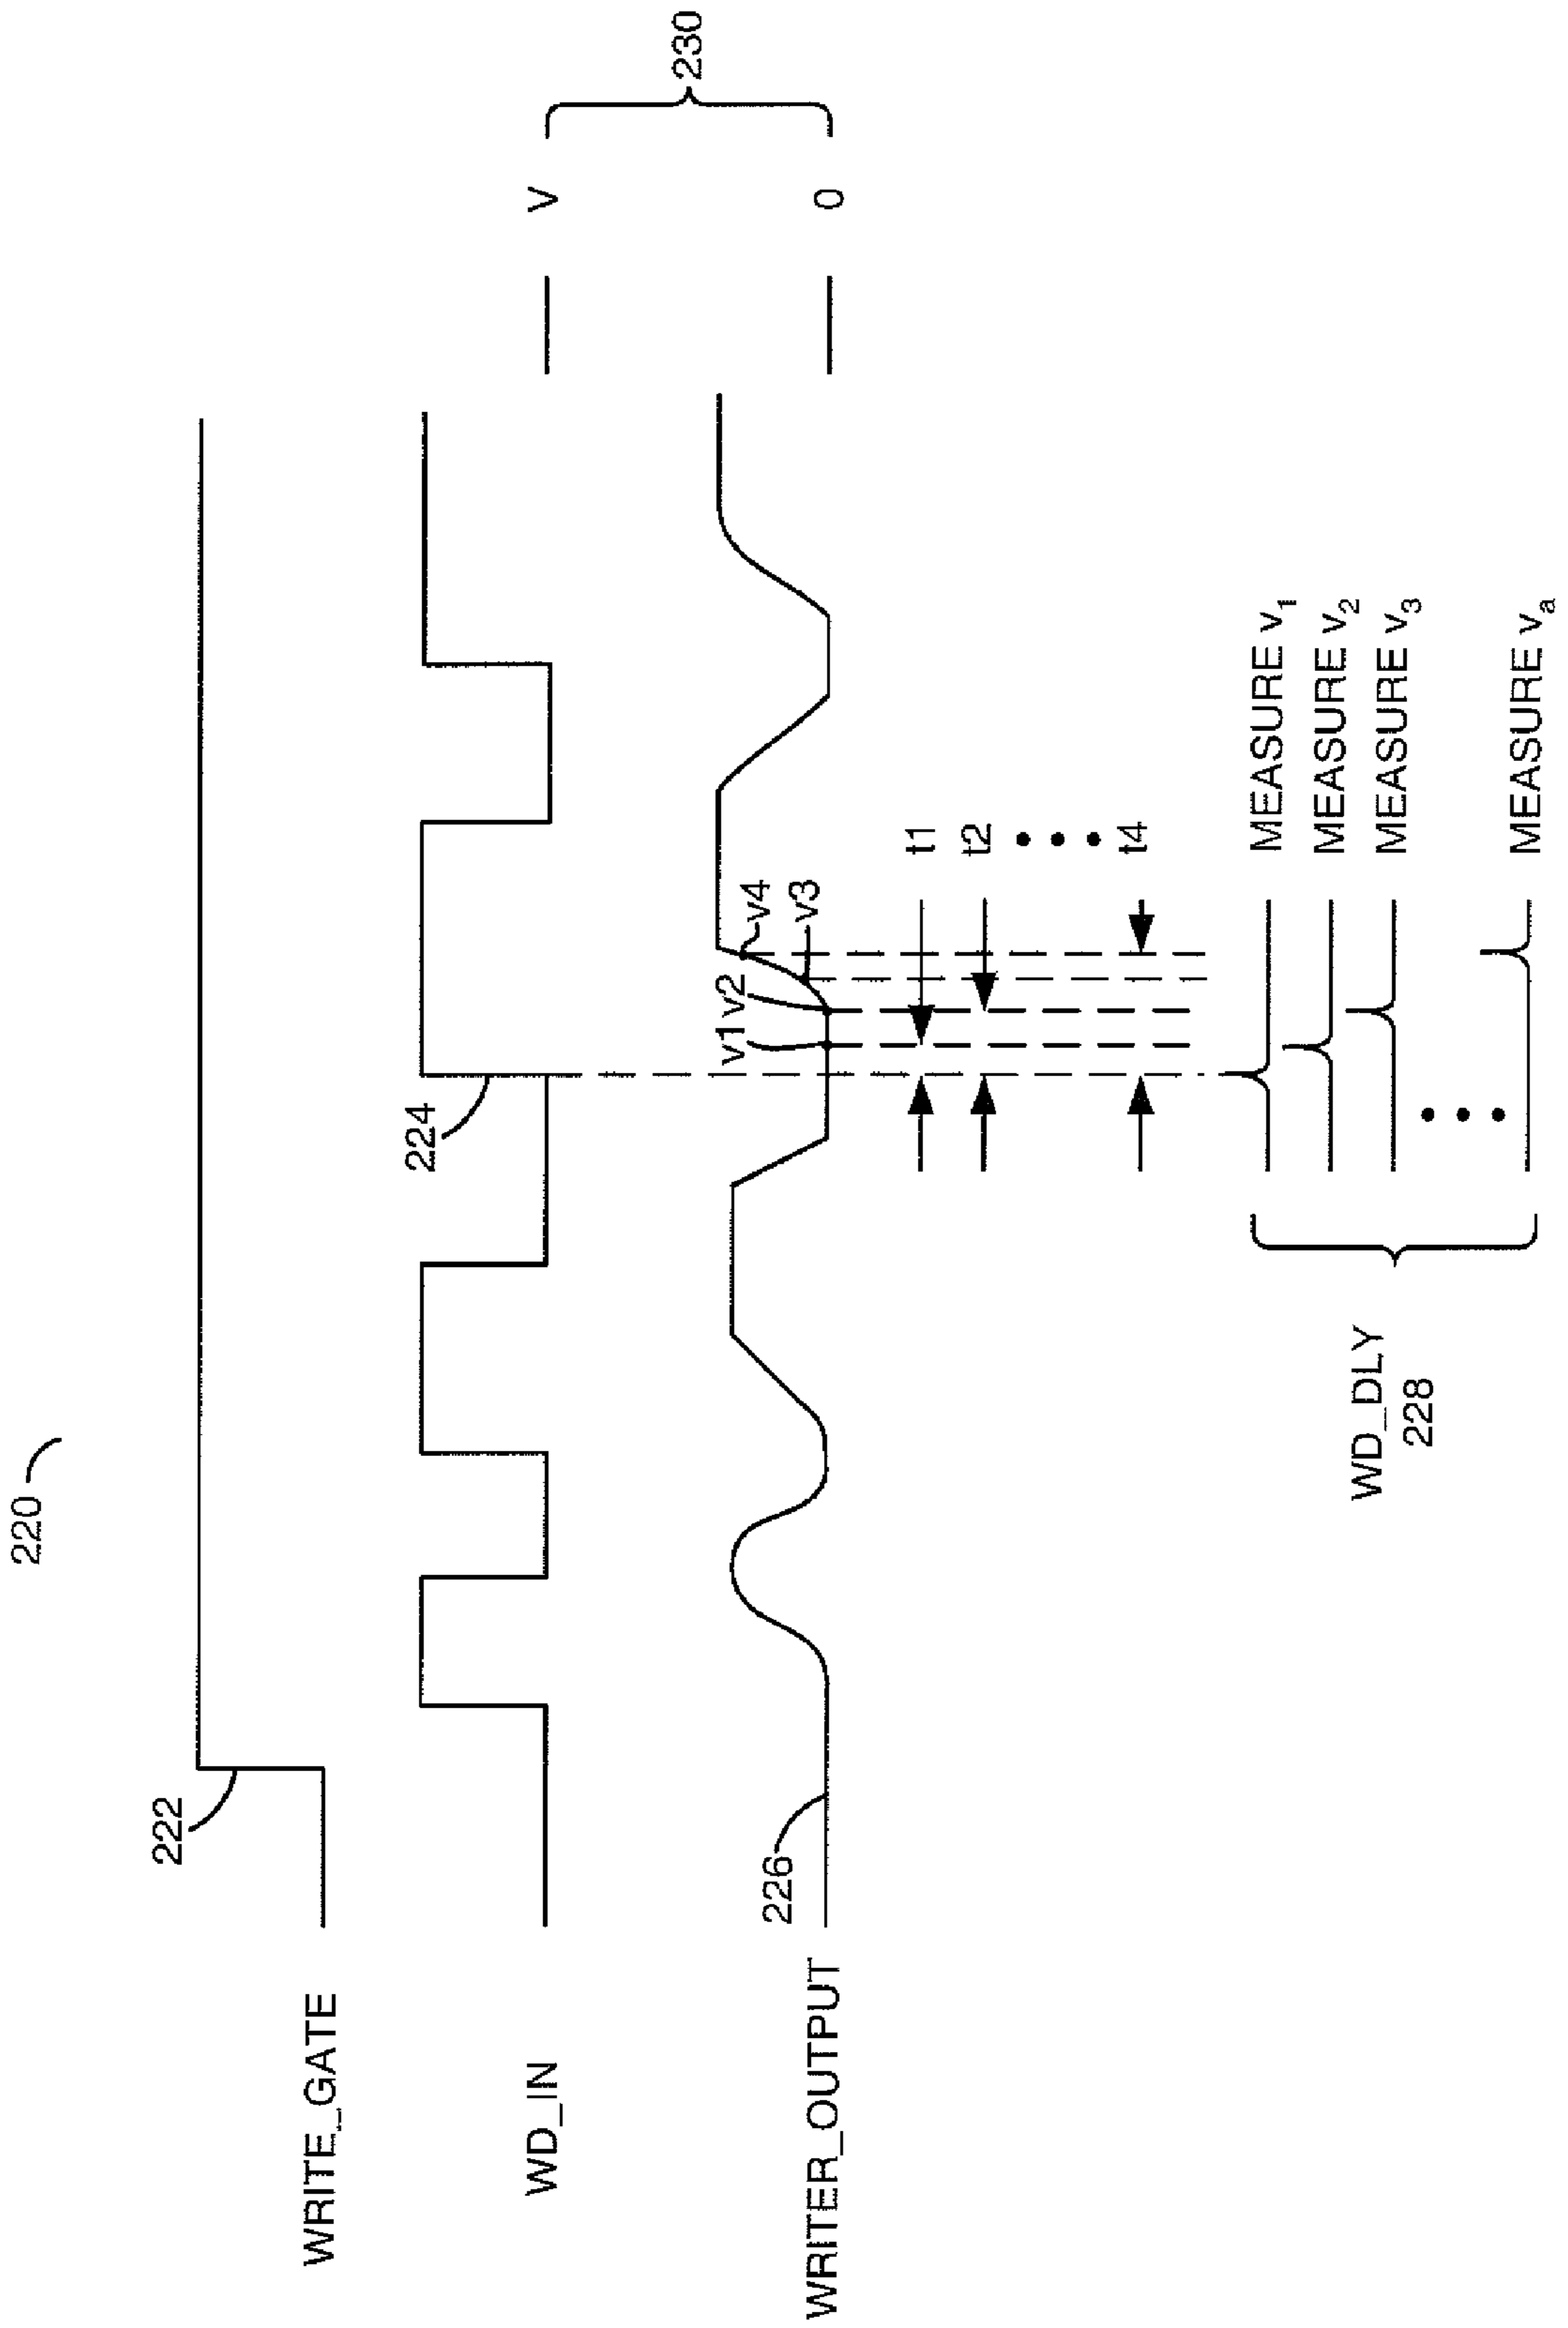 220
222
WRITE_GATE
224
WD_IN
V
230
226
WRITER_OUTPUT
0
v1
v2
v4
v3
t1
t2
t4
MEASURE v1
MEASURE v2
MEASURE v3
MEASURE va
WD_DLY
228